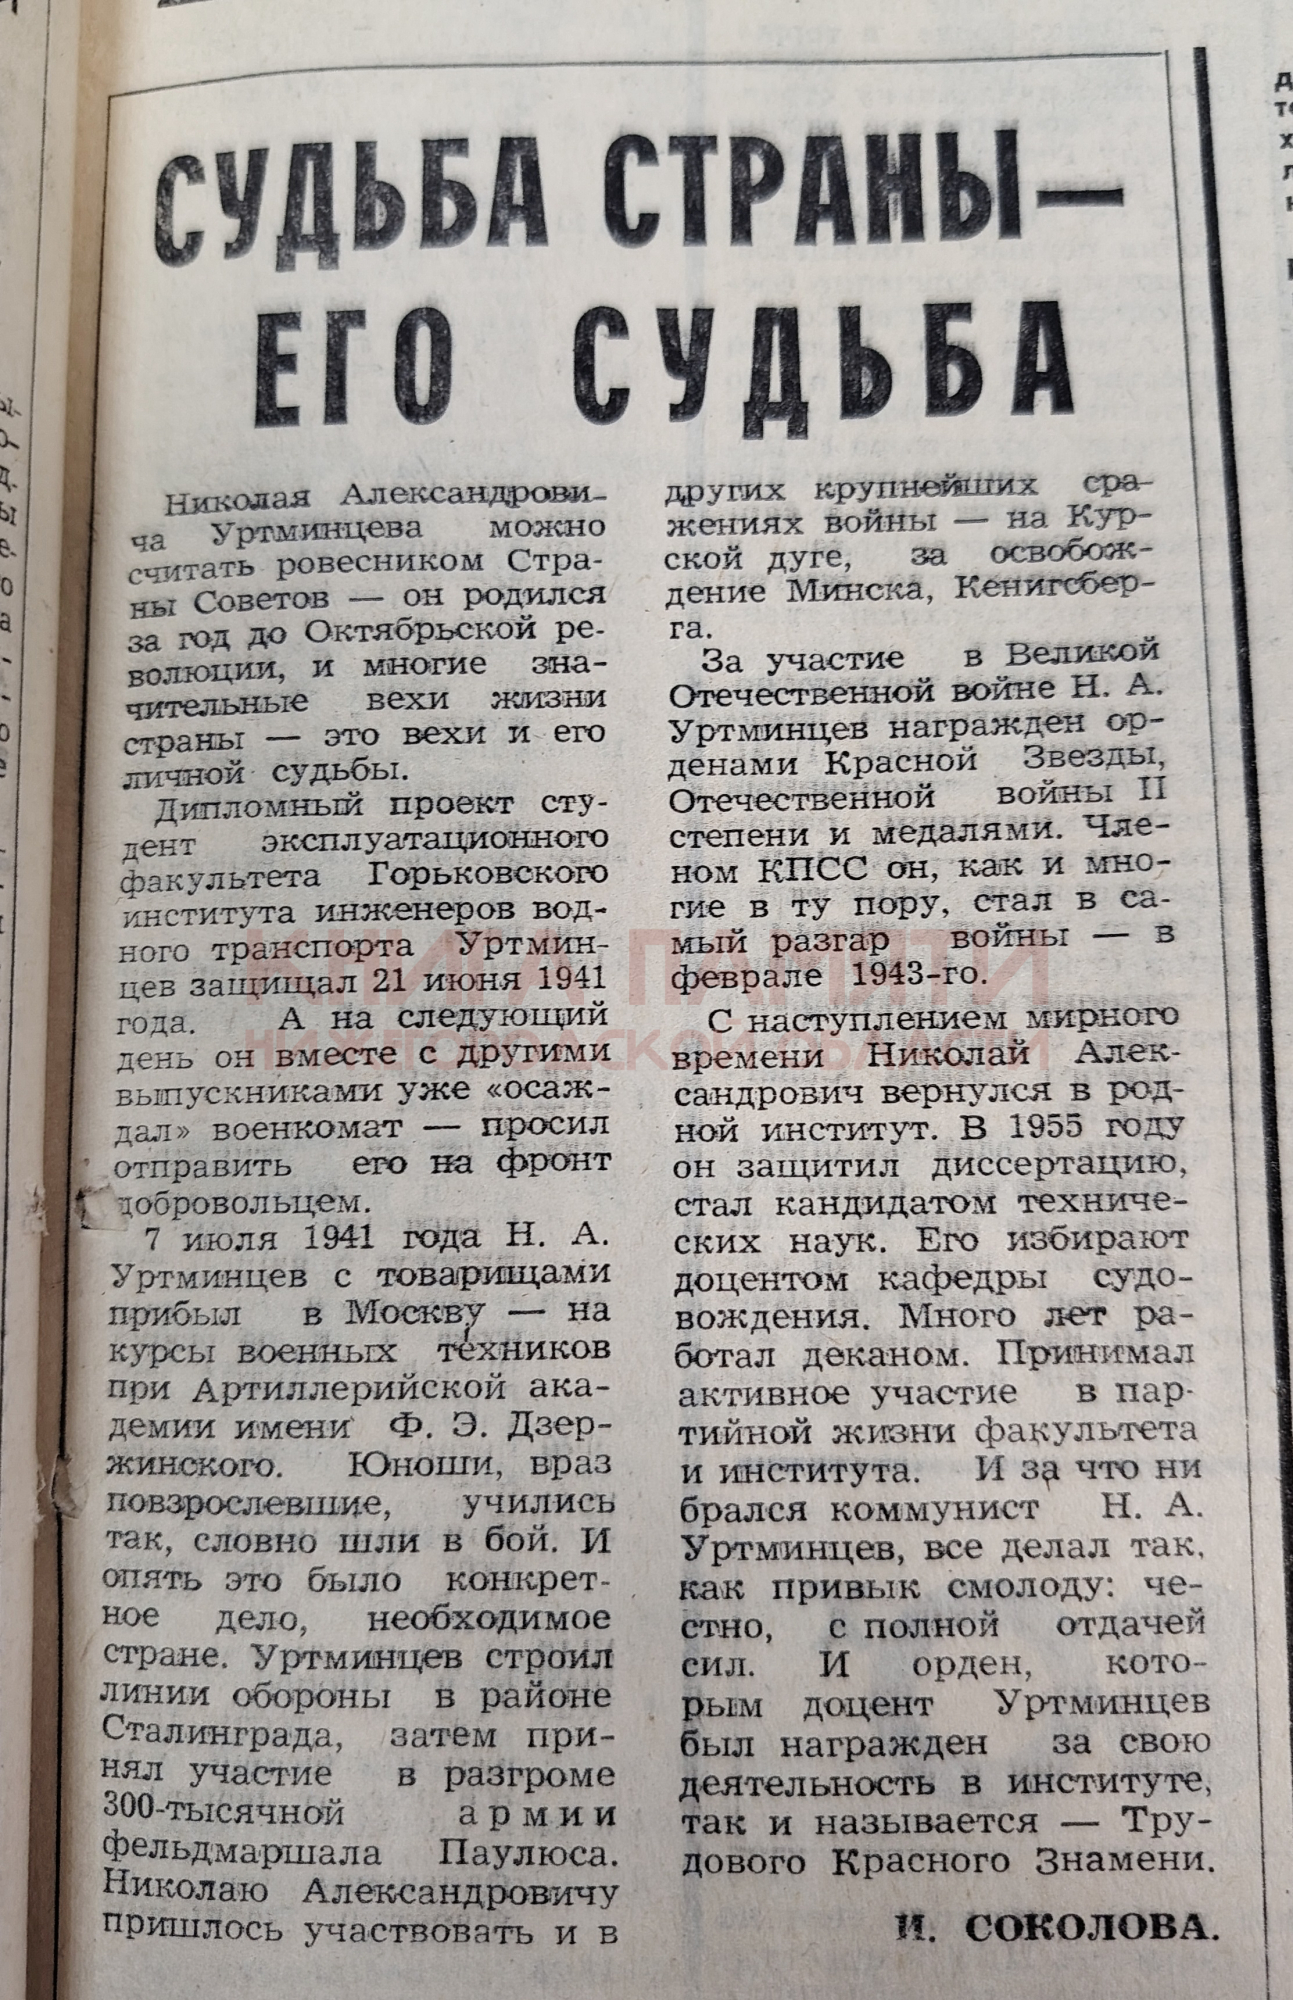 СУДЬБА СТРАНЫ —
ЕГО СУДЬБА
Николая Александрови-
ча Уртминцева можно
считать ровесником Стра-
ны Советов — он родился
за год до Октябрьской ре-
волюции, и многие зна-
чительные вехи жизни
страны — это вехи и его
личной судьбы.
Дипломный проект сту-
дент эксплуатационного
факультета Горьковского
института инженеров вод-
ного транспорта Уртмин-
цев защищал 21 июня 1941
года. А на следующий
день он вместе с другими
выпускниками уже «осаж-
дал» военкомат — просил
отправить его на фронт
добровольцем.
7 июля 1941 года Н. А.
Уртминцев с товарищами
прибыл в Москву — на
курсы военных техников
при Артиллерийской ака-
демии имени Ф. Э. Дзер-
жинского. Юноши, враз
повзрослевшие, учились
так, словно шли в бой. И
опять это было конкрет-
ное дело, необходимое
стране. Уртминцев строил
линии обороны в районе
Сталинграда, затем при-
нял участие в разгроме
300-тысячной армии
фельдмаршала Паулюса.
Николаю Александровичу
пришлось участвовать и в
других крупнейших сра-
жениях войны — на Кур-
ской дуге, за освобож-
дение Минска, Кенигсбер-
га.
За участие в Великой
Отечественной войне Н. А.
Уртминцев награжден ор-
денами Красной Звезды,
Отечественной войны II
степени и медалями. Чле-
ном КПСС он, как и мно-
гие в ту пору, стал в са-
мый разгар войны — в
феврале 1943-го.
С наступлением мирного
времени Николай Алек-
сандрович вернулся в род-
ной институт. В 1955 году
он защитил диссертацию,
стал кандидатом техниче-
ских наук. Его избирают
доцентом кафедры судо-
вождения. Много лет ра-
ботал деканом. Принимал
активное участие в пар-
тийной жизни факультета
и института. И за что ни
брался коммунист Н. А.
Уртминцев, все делал так,
как привык смолоду: че-
стно, с полной отдачей
сил. И орден, кото-
рым доцент Уртминцев
был награжден за свою
деятельность в институте,
так и называется — Тру-
дового Красного Знамени.
И. СОКОЛОВА.
КНИГА ПАМЯТИ
НИЖЕГОРОДСКОЙ ОБЛАСТИ